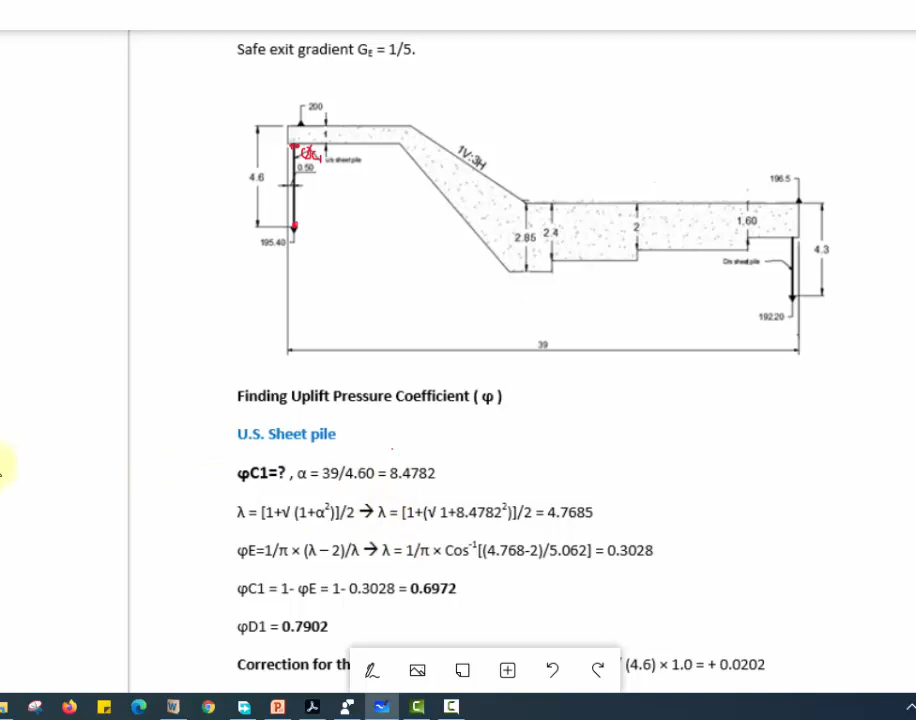 Safe exit gradient GE = 1/5.
200
1
U/s sheet pile
0.50
4.6
195.40
1V:3H
196.5
2.85
2.4
2
1.60
D/s sheet pile
4.3
192.20
39
Finding Uplift Pressure Coefficient ( φ )
U.S. Sheet pile
φC1=? , α = 39/4.60 = 8.4782
λ = [1+√ (1+α²)]/2 → λ = [1+(√ 1+8.4782²)]/2 = 4.7685
φE=1/π × (λ – 2)/λ → λ = 1/π × Cos⁻¹[(4.768-2)/5.062] = 0.3028
φC1 = 1- φE = 1- 0.3028 = 0.6972
φD1 = 0.7902
Correction for th (4.6) × 1.0 = + 0.0202